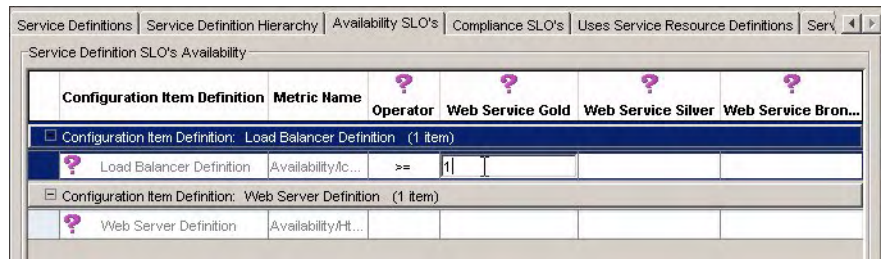 Service Definitions Service Definition Hierarchy Availability SLO's Compliance SLO's Uses Service Resource Definitions Serv
Service Definition SLO's Availability
Configuration Item Definition Metric Name Operator Web Service Gold Web Service Silver Web Service Bron...
Configuration Item Definition: Load Balancer Definition (1 item)
Load Balancer Definition Availability/Ic... >= 1
Configuration Item Definition: Web Server Definition (1 item)
Web Server Definition Availability/Ht...